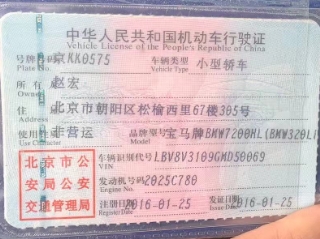 中华人民共和国机动车行驶证
Vehicle License of the People's Republic of China
号牌号码 京KK0575 车辆类型 小型轿车
Plate No. Vehicle Type
所有人 赵宏
Owner
住址 北京市朝阳区松榆西里67楼305号
使用性质 非营运 品牌 宝马牌BMW7200HL(BMW320Li
Use Character
北京市公安局公安交通管理局
车辆识别代号 LBV8V3109GMD50069
VIN
发动机号码 2025C780
Engine No.
注册日期 2016-01-25 发证日期 2016-01-25
Register Date Issue Date